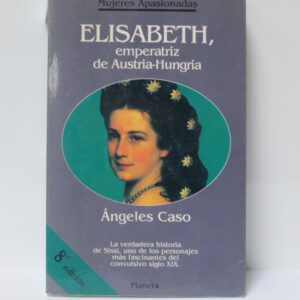 Mujeres Apasionadas
ELISABETH,
emperatriz
de Austria-Hungría
Ángeles Caso
La verdadera historia
de Sissi, uno de los personajes
más fascinantes del
convulsivo siglo XIX.
8ª edición
Planeta